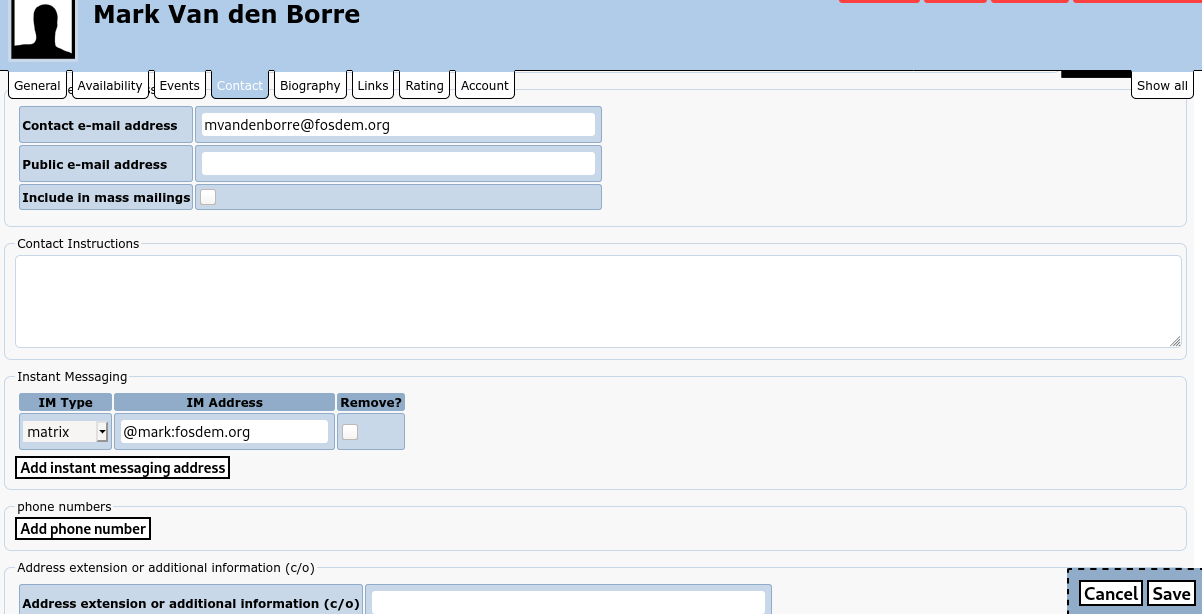 Mark Van den Borre
General Availability Events Contact Biography Links Rating Account Show all
Contact e-mail address mvandenborre@fosdem.org
Public e-mail address
Include in mass mailings
Contact Instructions
Instant Messaging
IM Type IM Address Remove?
matrix @mark:fosdem.org
Add instant messaging address
phone numbers
Add phone number
Address extension or additional information (c/o)
Address extension or additional information (c/o)
Cancel Save